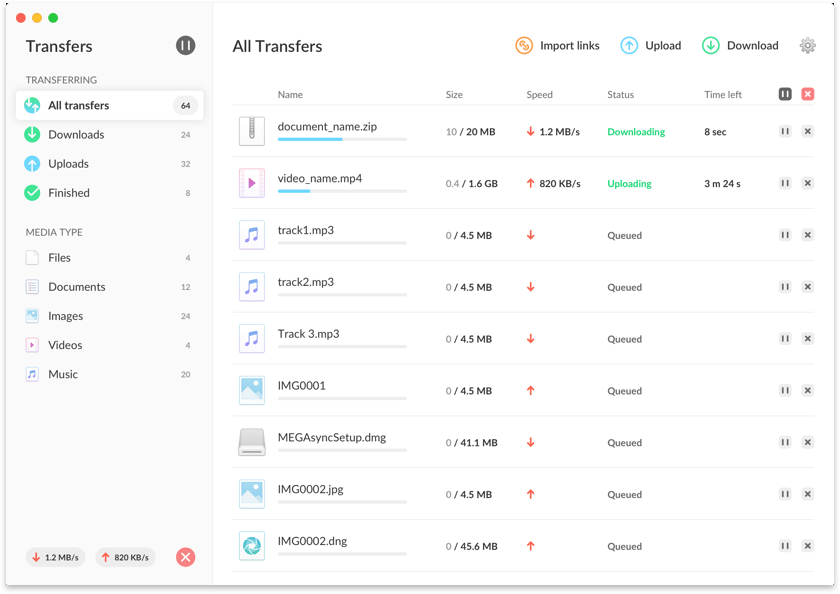 Transfers
TRANSFERRING
All transfers 64
Downloads 24
Uploads 32
Finished 8
MEDIA TYPE
Files 4
Documents 12
Images 24
Videos 4
Music 20
1.2 MB/s 820 KB/s
All Transfers Import links Upload Download
Name Size Speed Status Time left
document_name.zip 10 / 20 MB 1.2 MB/s Downloading 8 sec
video_name.mp4 0.4 / 1.6 GB 820 KB/s Uploading 3 m 24 s
track1.mp3 0 / 4.5 MB Queued
track2.mp3 0 / 4.5 MB Queued
Track 3.mp3 0 / 4.5 MB Queued
IMG0001 0 / 4.5 MB Queued
MEGAsyncSetup.dmg 0 / 41.1 MB Queued
IMG0002.jpg 0 / 4.5 MB Queued
IMG0002.dng 0 / 45.6 MB Queued